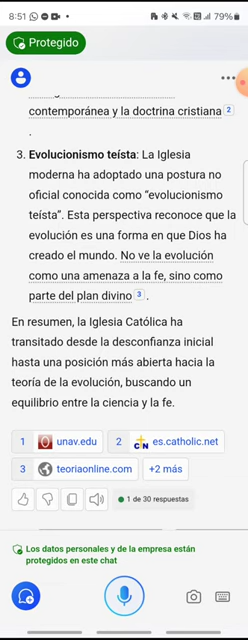 8:51
79%
Protegido
contemporánea y la doctrina cristiana 2
.
3. Evolucionismo teísta: La Iglesia
moderna ha adoptado una postura no
oficial conocida como “evolucionismo
teísta”. Esta perspectiva reconoce que la
evolución es una forma en que Dios ha
creado el mundo. No ve la evolución
como una amenaza a la fe, sino como
parte del plan divino 3 .
En resumen, la Iglesia Católica ha
transitado desde la desconfianza inicial
hasta una posición más abierta hacia la
teoría de la evolución, buscando un
equilibrio entre la ciencia y la fe.
1 unav.edu 2 es.catholic.net
3 teoriaonline.com +2 más
1 de 30 respuestas
Los datos personales y de la empresa están
protegidos en este chat